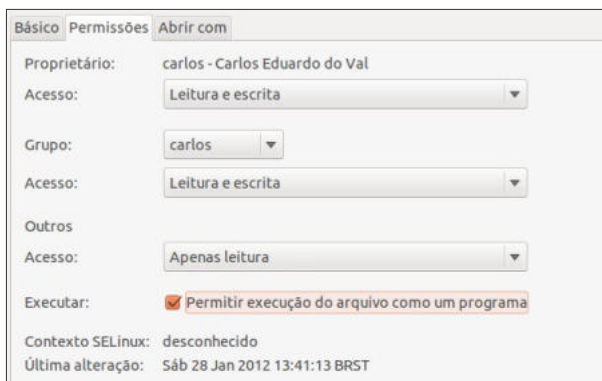 Básico Permissões Abrir com
Proprietário: carlos - Carlos Eduardo do Val
Acesso: Leitura e escrita
Grupo: carlos
Acesso: Leitura e escrita
Outros
Acesso: Apenas leitura
Executar: Permitir execução do arquivo como um programa
Contexto SELinux: desconhecido
Última alteração: Sáb 28 Jan 2012 13:41:13 BRST